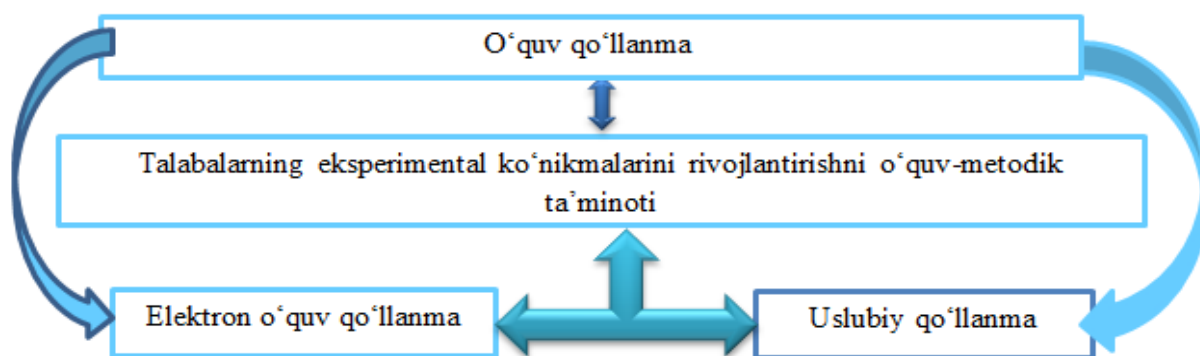 O‘quv qo‘llanma
Talabalarning eksperimental ko‘nikmalarini rivojlantirishni o‘quv-metodik
ta’minoti
Elektron o‘quv qo‘llanma
Uslubiy qo‘llanma